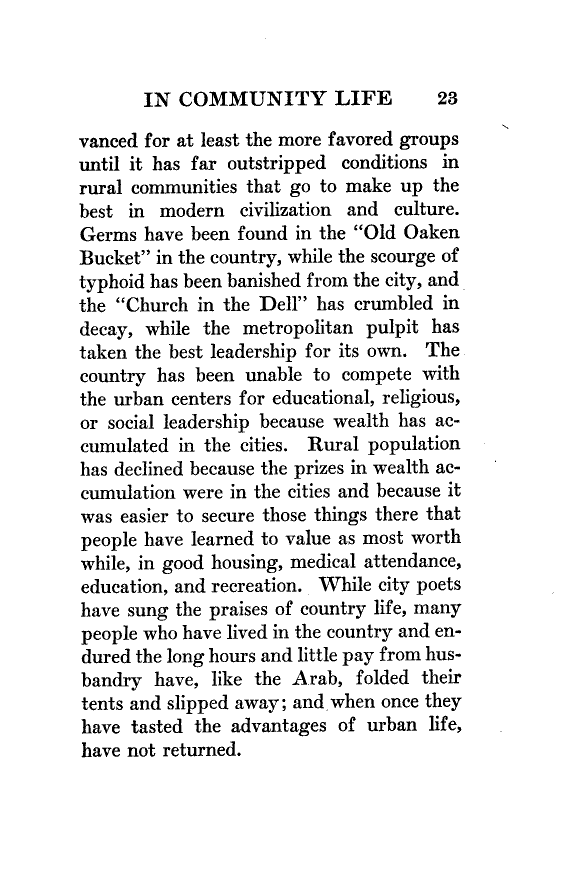 IN COMMUNITY LIFE 23
vanced for at least the more favored groups
until it has far outstripped conditions in
rural communities that go to make up the
best in modern civilization and culture.
Germs have been found in the “Old Oaken
Bucket” in the country, while the scourge of
typhoid has been banished from the city, and
the “Church in the Dell” has crumbled in
decay, while the metropolitan pulpit has
taken the best leadership for its own. The
country has been unable to compete with
the urban centers for educational, religious,
or social leadership because wealth has ac-
cumulated in the cities. Rural population
has declined because the prizes in wealth ac-
cumulation were in the cities and because it
was easier to secure those things there that
people have learned to value as most worth
while, in good housing, medical attendance,
education, and recreation. While city poets
have sung the praises of country life, many
people who have lived in the country and en-
dured the long hours and little pay from hus-
bandry have, like the Arab, folded their
tents and slipped away; and when once they
have tasted the advantages of urban life,
have not returned.